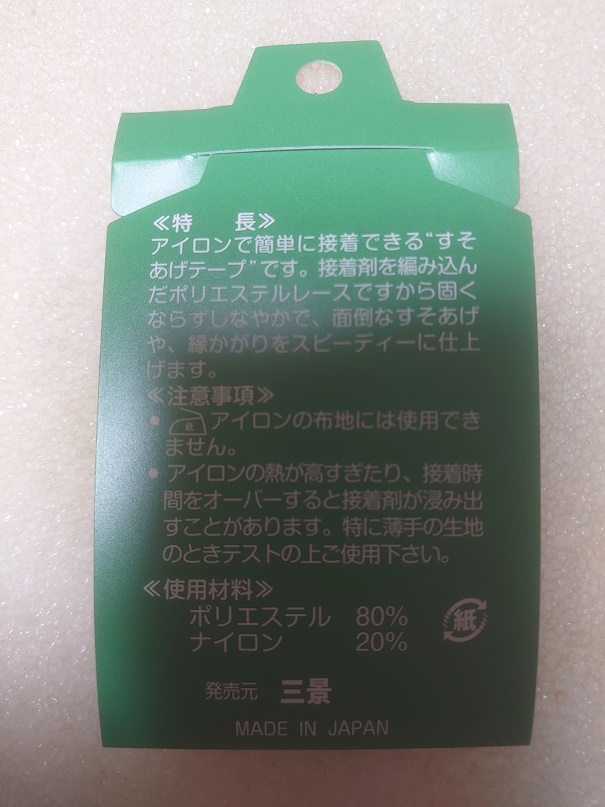 ≪特　長≫
アイロンで簡単に接着できる“すそ
あげテープ”です。接着剤を編み込ん
だポリエステルレースですから固く
ならずしなやかで、面倒なすそあげ
や、縁かがりをスピーディーに仕上
げます。
≪注意事項≫
• 低 アイロンの布地には使用でき
ません。
• アイロンの熱が高すぎたり、接着時
間をオーバーすると接着剤が浸み出
すことがあります。特に薄手の生地
のときテストの上ご使用下さい。
≪使用材料≫
ポリエステル 80%
ナイロン 20%
紙
発売元 三景
MADE IN JAPAN